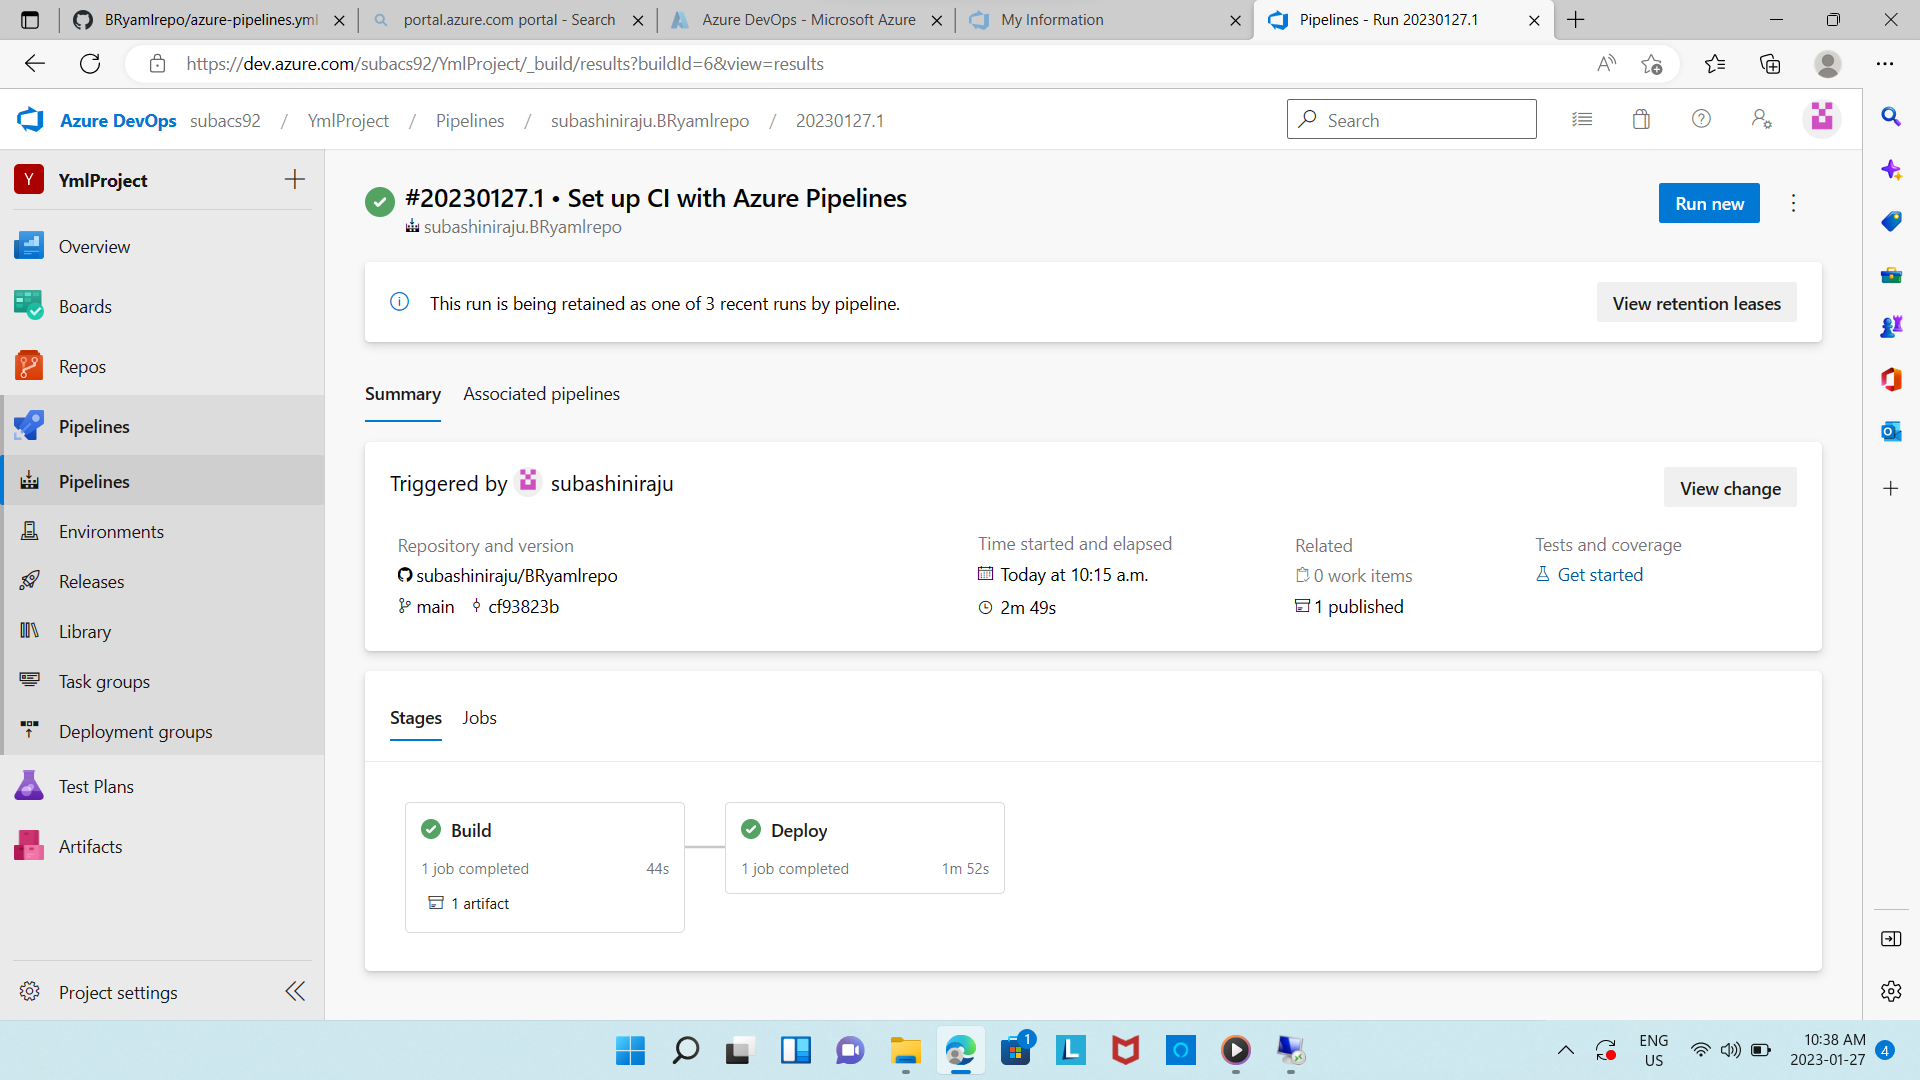 BRyamlrepo/azure-pipelines.yml
portal.azure.com portal - Search
Azure DevOps - Microsoft Azure
My Information
Pipelines - Run 20230127.1
https://dev.azure.com/subacs92/YmlProject/_build/results?buildId=6&view=results
Azure DevOps subacs92 / YmlProject / Pipelines / subashiniraju.BRyamlrepo / 20230127.1
Search
Y YmlProject
Overview
Boards
Repos
Pipelines
Pipelines
Environments
Releases
Library
Task groups
Deployment groups
Test Plans
Artifacts
Project settings
#20230127.1 • Set up CI with Azure Pipelines
subashiniraju.BRyamlrepo
Run new
This run is being retained as one of 3 recent runs by pipeline.
View retention leases
Summary Associated pipelines
Triggered by subashiniraju
View change
Repository and version
subashiniraju/BRyamlrepo
main cf93823b
Time started and elapsed
Today at 10:15 a.m.
2m 49s
Related
0 work items
1 published
Tests and coverage
Get started
Stages Jobs
Build
1 job completed 44s
1 artifact
Deploy
1 job completed 1m 52s
1
ENG
US
10:38 AM
2023-01-27
4